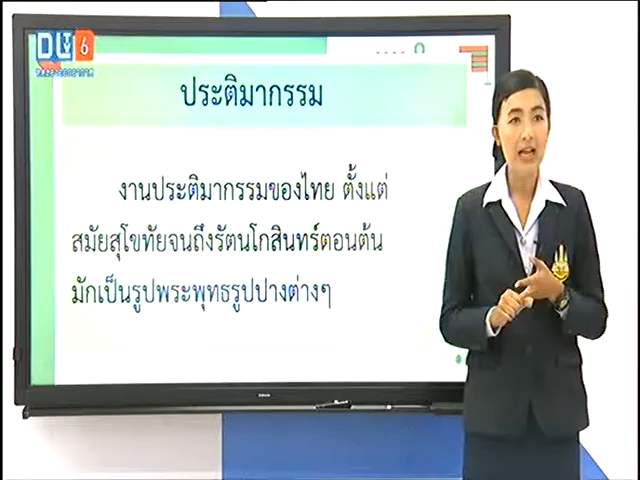 DLTV 6
ประติมากรรม
งานประติมากรรมของไทย ตั้งแต่
สมัยสุโขทัยจนถึงรัตนโกสินทร์ตอนต้น
มักเป็นรูปพระพุทธรูปปางต่างๆ